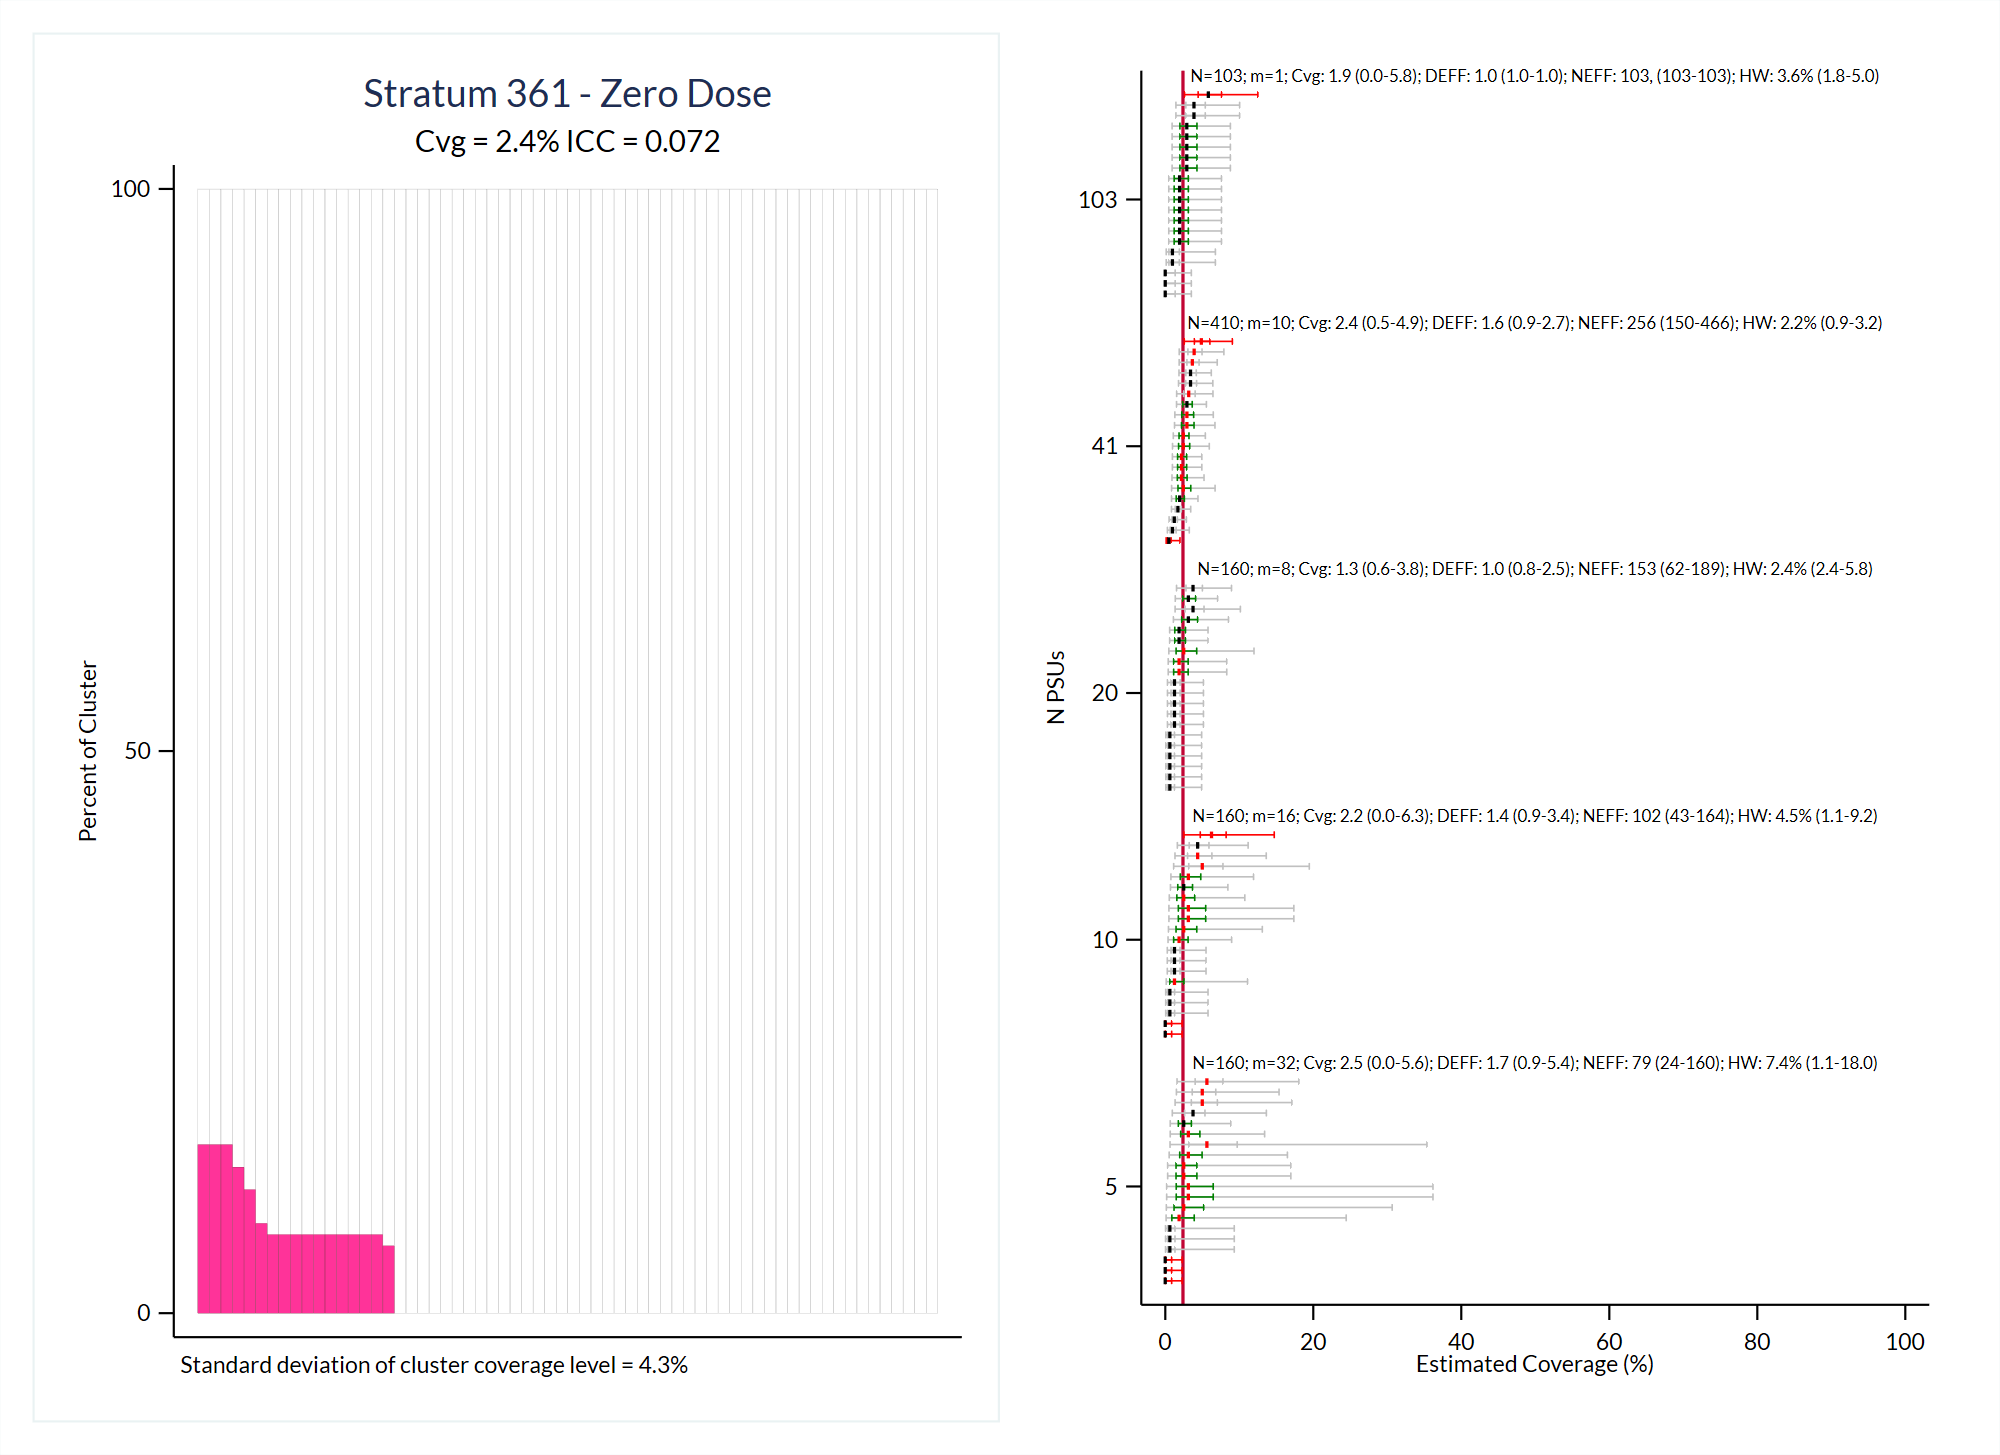 Stratum 361 - Zero Dose
Cvg = 2.4% ICC = 0.072
100
50
0
Percent of Cluster
Standard deviation of cluster coverage level = 4.3%
N=103; m=1; Cvg: 1.9 (0.0-5.8); DEFF: 1.0 (1.0-1.0); NEFF: 103, (103-103); HW: 3.6% (1.8-5.0)
103
N=410; m=10; Cvg: 2.4 (0.5-4.9); DEFF: 1.6 (0.9-2.7); NEFF: 256 (150-466); HW: 2.2% (0.9-3.2)
41
N=160; m=8; Cvg: 1.3 (0.6-3.8); DEFF: 1.0 (0.8-2.5); NEFF: 153 (62-189); HW: 2.4% (2.4-5.8)
20
N=160; m=16; Cvg: 2.2 (0.0-6.3); DEFF: 1.4 (0.9-3.4); NEFF: 102 (43-164); HW: 4.5% (1.1-9.2)
10
N=160; m=32; Cvg: 2.5 (0.0-5.6); DEFF: 1.7 (0.9-5.4); NEFF: 79 (24-160); HW: 7.4% (1.1-18.0)
5
N PSUs
0 20 40 60 80 100
Estimated Coverage (%)